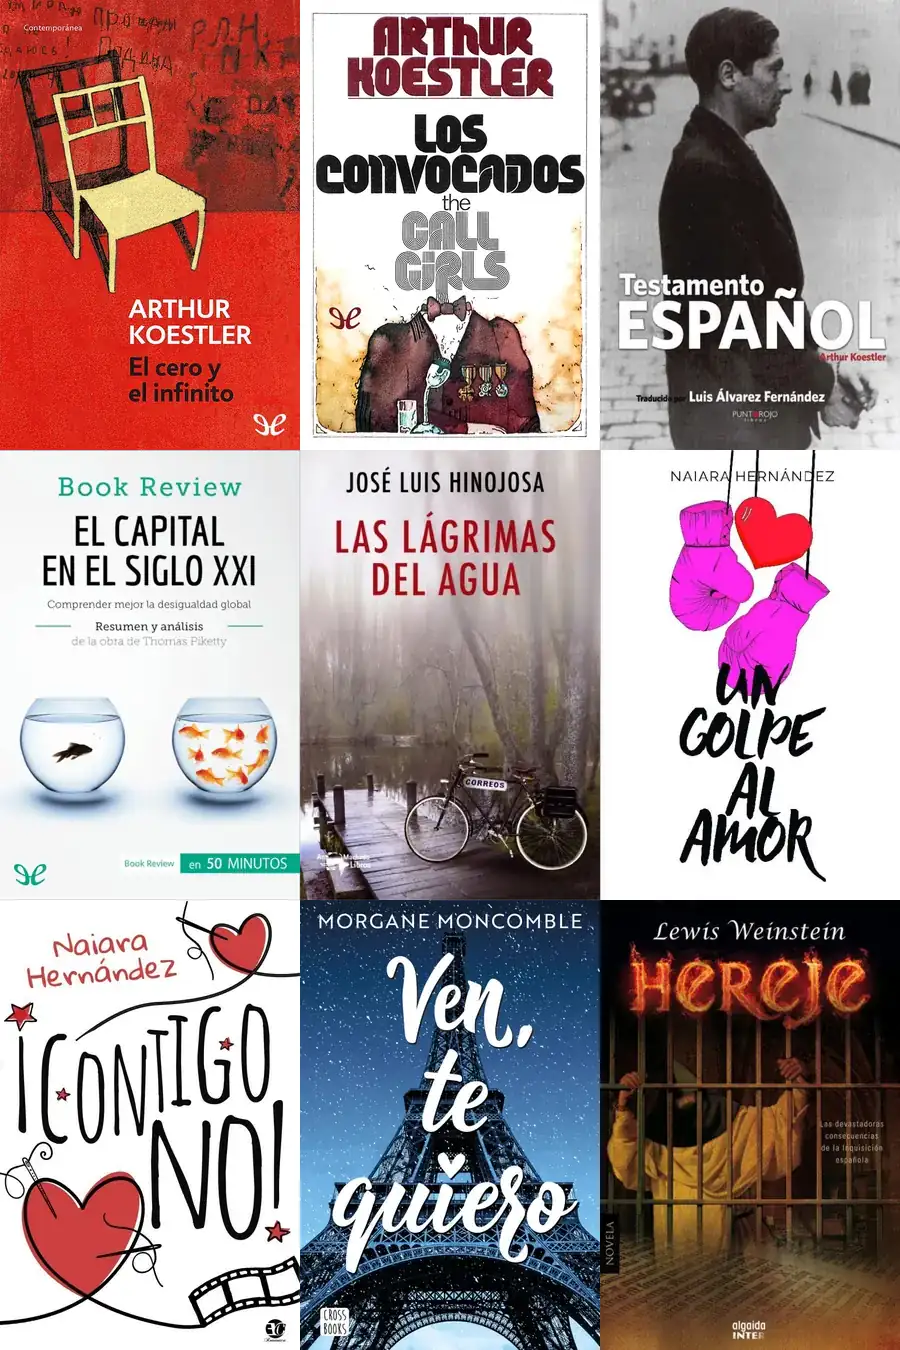 Contemporánea
ARTHUR
KOESTLER
El cero y
el infinito
ARTHUR
KOESTLER
LOS
CONVOCADOS
the
CALL
GIRLS
Testamento
ESPAÑOL
Arthur Koestler
Traducido por Luis Álvarez Fernández
PUNTOROJO
LIBROS
Book Review
EL CAPITAL
EN EL SIGLO XXI
Comprender mejor la desigualdad global
Resumen y análisis
de la obra de Thomas Piketty
Book Review en 50 MINUTOS
JOSÉ LUIS HINOJOSA
LAS LÁGRIMAS
DEL AGUA
CORREOS
NAIARA HERNÁNDEZ
UN
GOLPE
AL
AMOR
Naiara
Hernández
¡CONTIGO
NO!
MORGANE MONCOMBLE
Ven,
te
quiero
CROSS
BOOKS
Lewis Weinstein
HEREJE
Las devastadoras
consecuencias
de la Inquisición
española
NOVELA
algaida
INTER